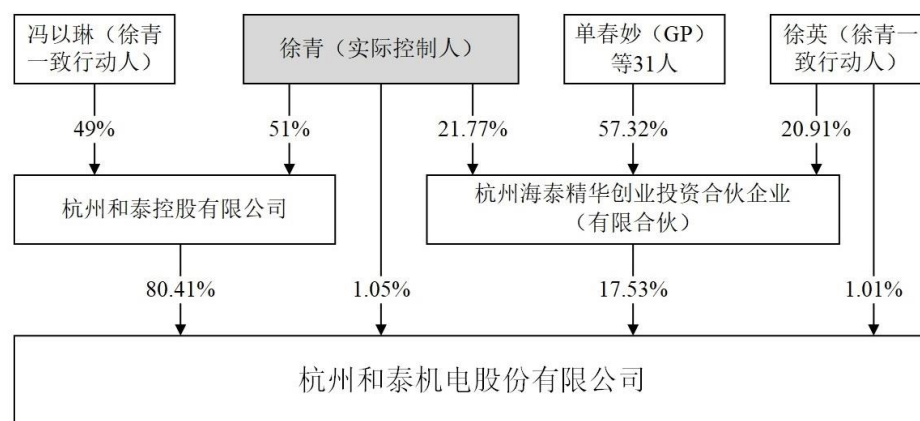 冯以琳（徐青
一致行动人）
徐青（实际控制人）
单春妙（GP）
等31人
徐英（徐青一
致行动人）
49%
51%
21.77%
57.32%
20.91%
杭州和泰控股有限公司
杭州海泰精华创业投资合伙企业
（有限合伙）
80.41%
1.05%
17.53%
1.01%
杭州和泰机电股份有限公司